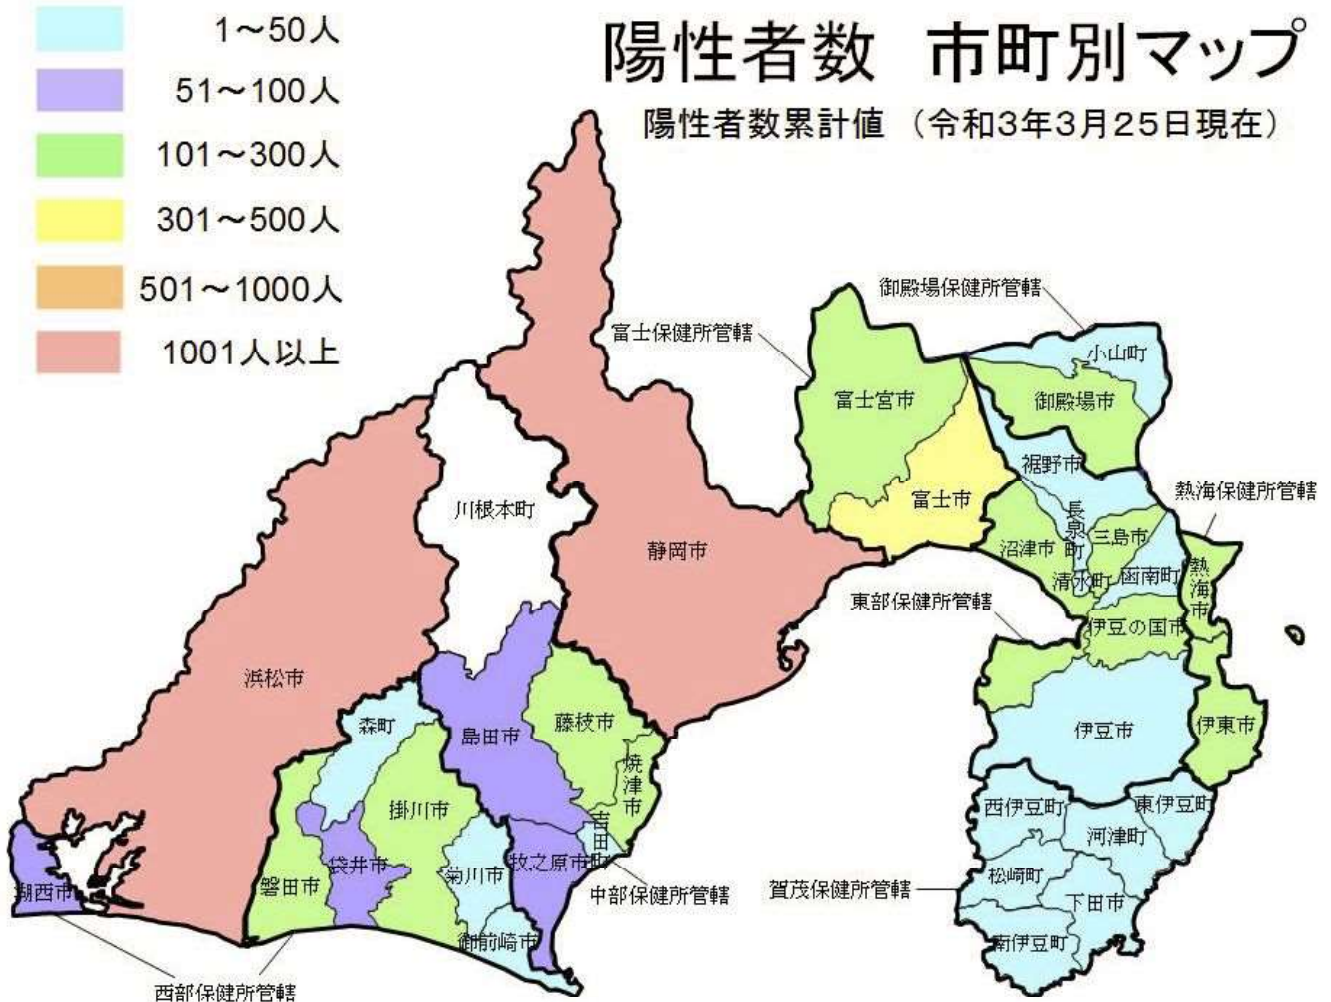 1～50人
51～100人
101～300人
301～500人
501～1000人
1001人以上
陽性者数　市町別マップ
陽性者数累計値　（令和3年3月25日現在）
御殿場保健所管轄
富士保健所管轄
小山町
富士宮市
御殿場市
裾野市
熱海保健所管轄
富士市
川根本町
長泉町
三島市
沼津市
静岡市
清水町
函南町
熱海市
東部保健所管轄
伊豆の国市
浜松市
森町
藤枝市
島田市
伊豆市
伊東市
焼津市
掛川市
西伊豆町
東伊豆町
河津町
吉田町
袋井市
牧之原市
磐田市
菊川市
湖西市
松崎町
中部保健所管轄
賀茂保健所管轄
下田市
御前崎市
南伊豆町
西部保健所管轄